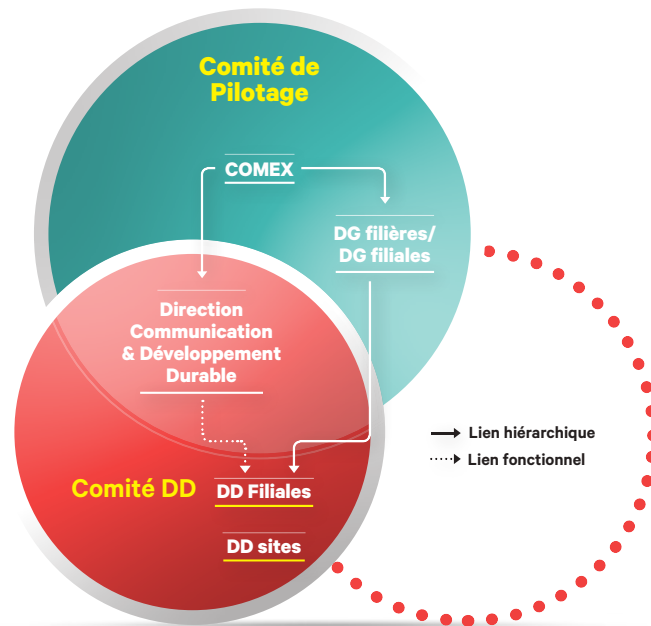 Comité de
Pilotage
COMEX
DG filières/
DG filiales
Direction
Communication
& Développement
Durable
Lien hiérarchique
Lien fonctionnel
Comité DD
DD Filiales
DD sites